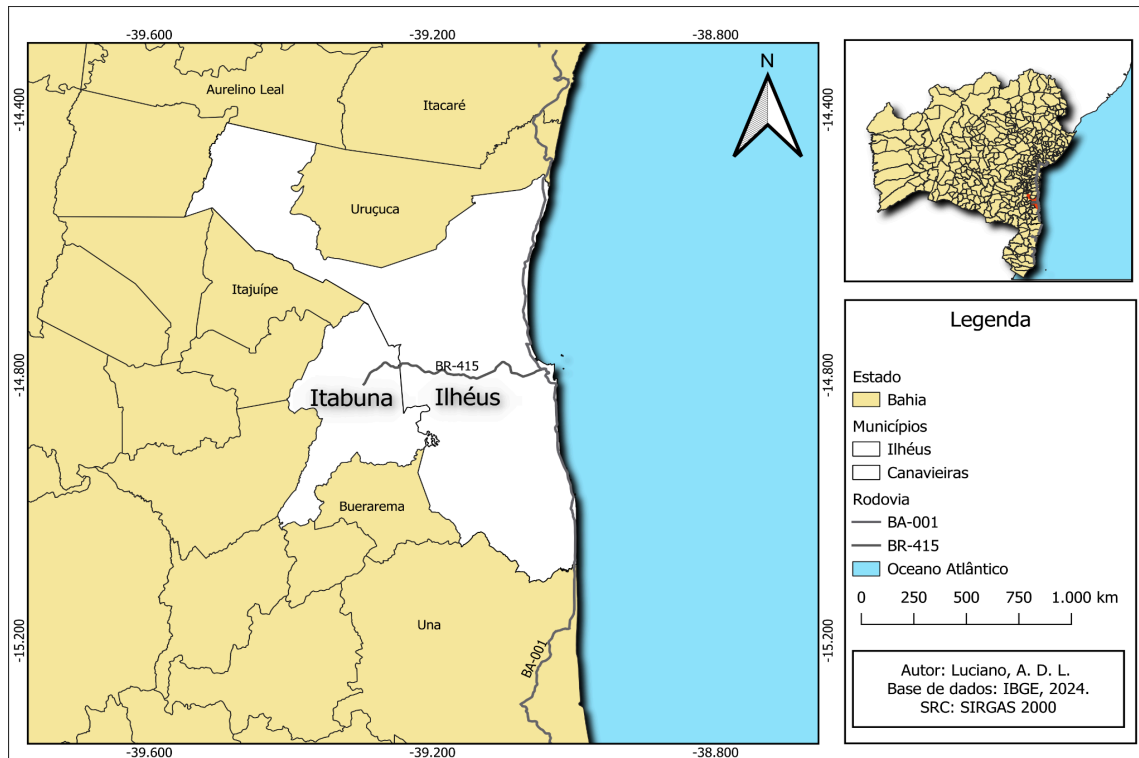 -39.600
-39.200
-38.800
-14.400
-14.400
N
Aurelino Leal
Itacaré
Uruçuca
Itajuípe
-14.800
-14.800
BR-415
Itabuna
Ilhéus
Buerarema
Una
BA-001
-15.200
-15.200
-39.600
-39.200
-38.800
Legenda
Estado
Bahia
Municípios
Ilhéus
Canavieiras
Rodovia
BA-001
BR-415
Oceano Atlântico
0 250 500 750 1.000 km
Autor: Luciano, A. D. L.
Base de dados: IBGE, 2024.
SRC: SIRGAS 2000